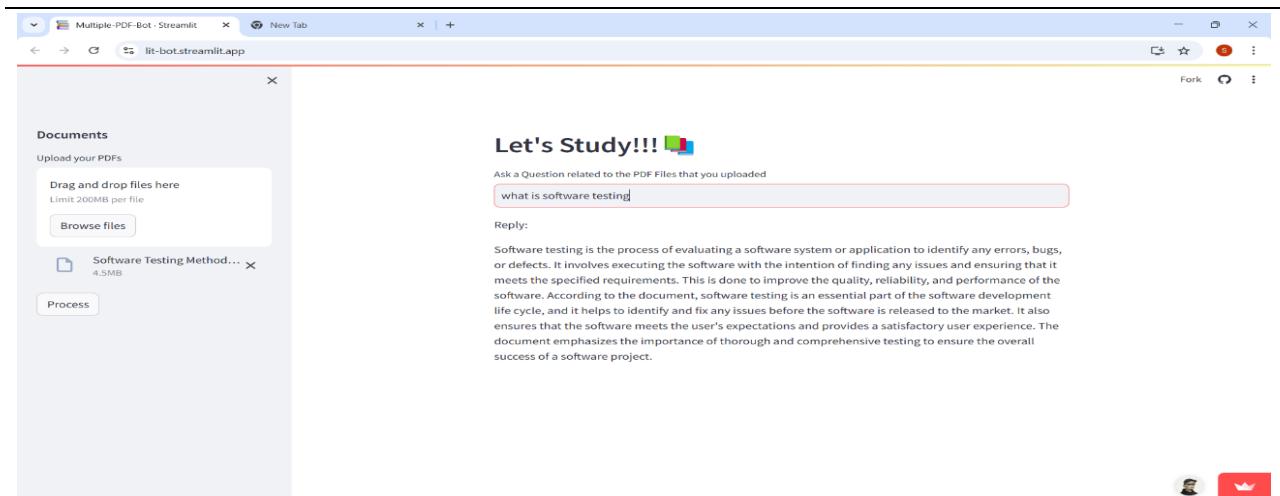 Multiple-PDF-Bot · Streamlit
New Tab
lit-bot.streamlit.app
S
Fork
Documents
Upload your PDFs
Drag and drop files here
Limit 200MB per file
Browse files
Software Testing Method...
4.5MB
Process
Let's Study!!!
Ask a Question related to the PDF Files that you uploaded
what is software testing
Reply:
Software testing is the process of evaluating a software system or application to identify any errors, bugs,
or defects. It involves executing the software with the intention of finding any issues and ensuring that it
meets the specified requirements. This is done to improve the quality, reliability, and performance of the
software. According to the document, software testing is an essential part of the software development
life cycle, and it helps to identify and fix any issues before the software is released to the market. It also
ensures that the software meets the user's expectations and provides a satisfactory user experience. The
document emphasizes the importance of thorough and comprehensive testing to ensure the overall
success of a software project.